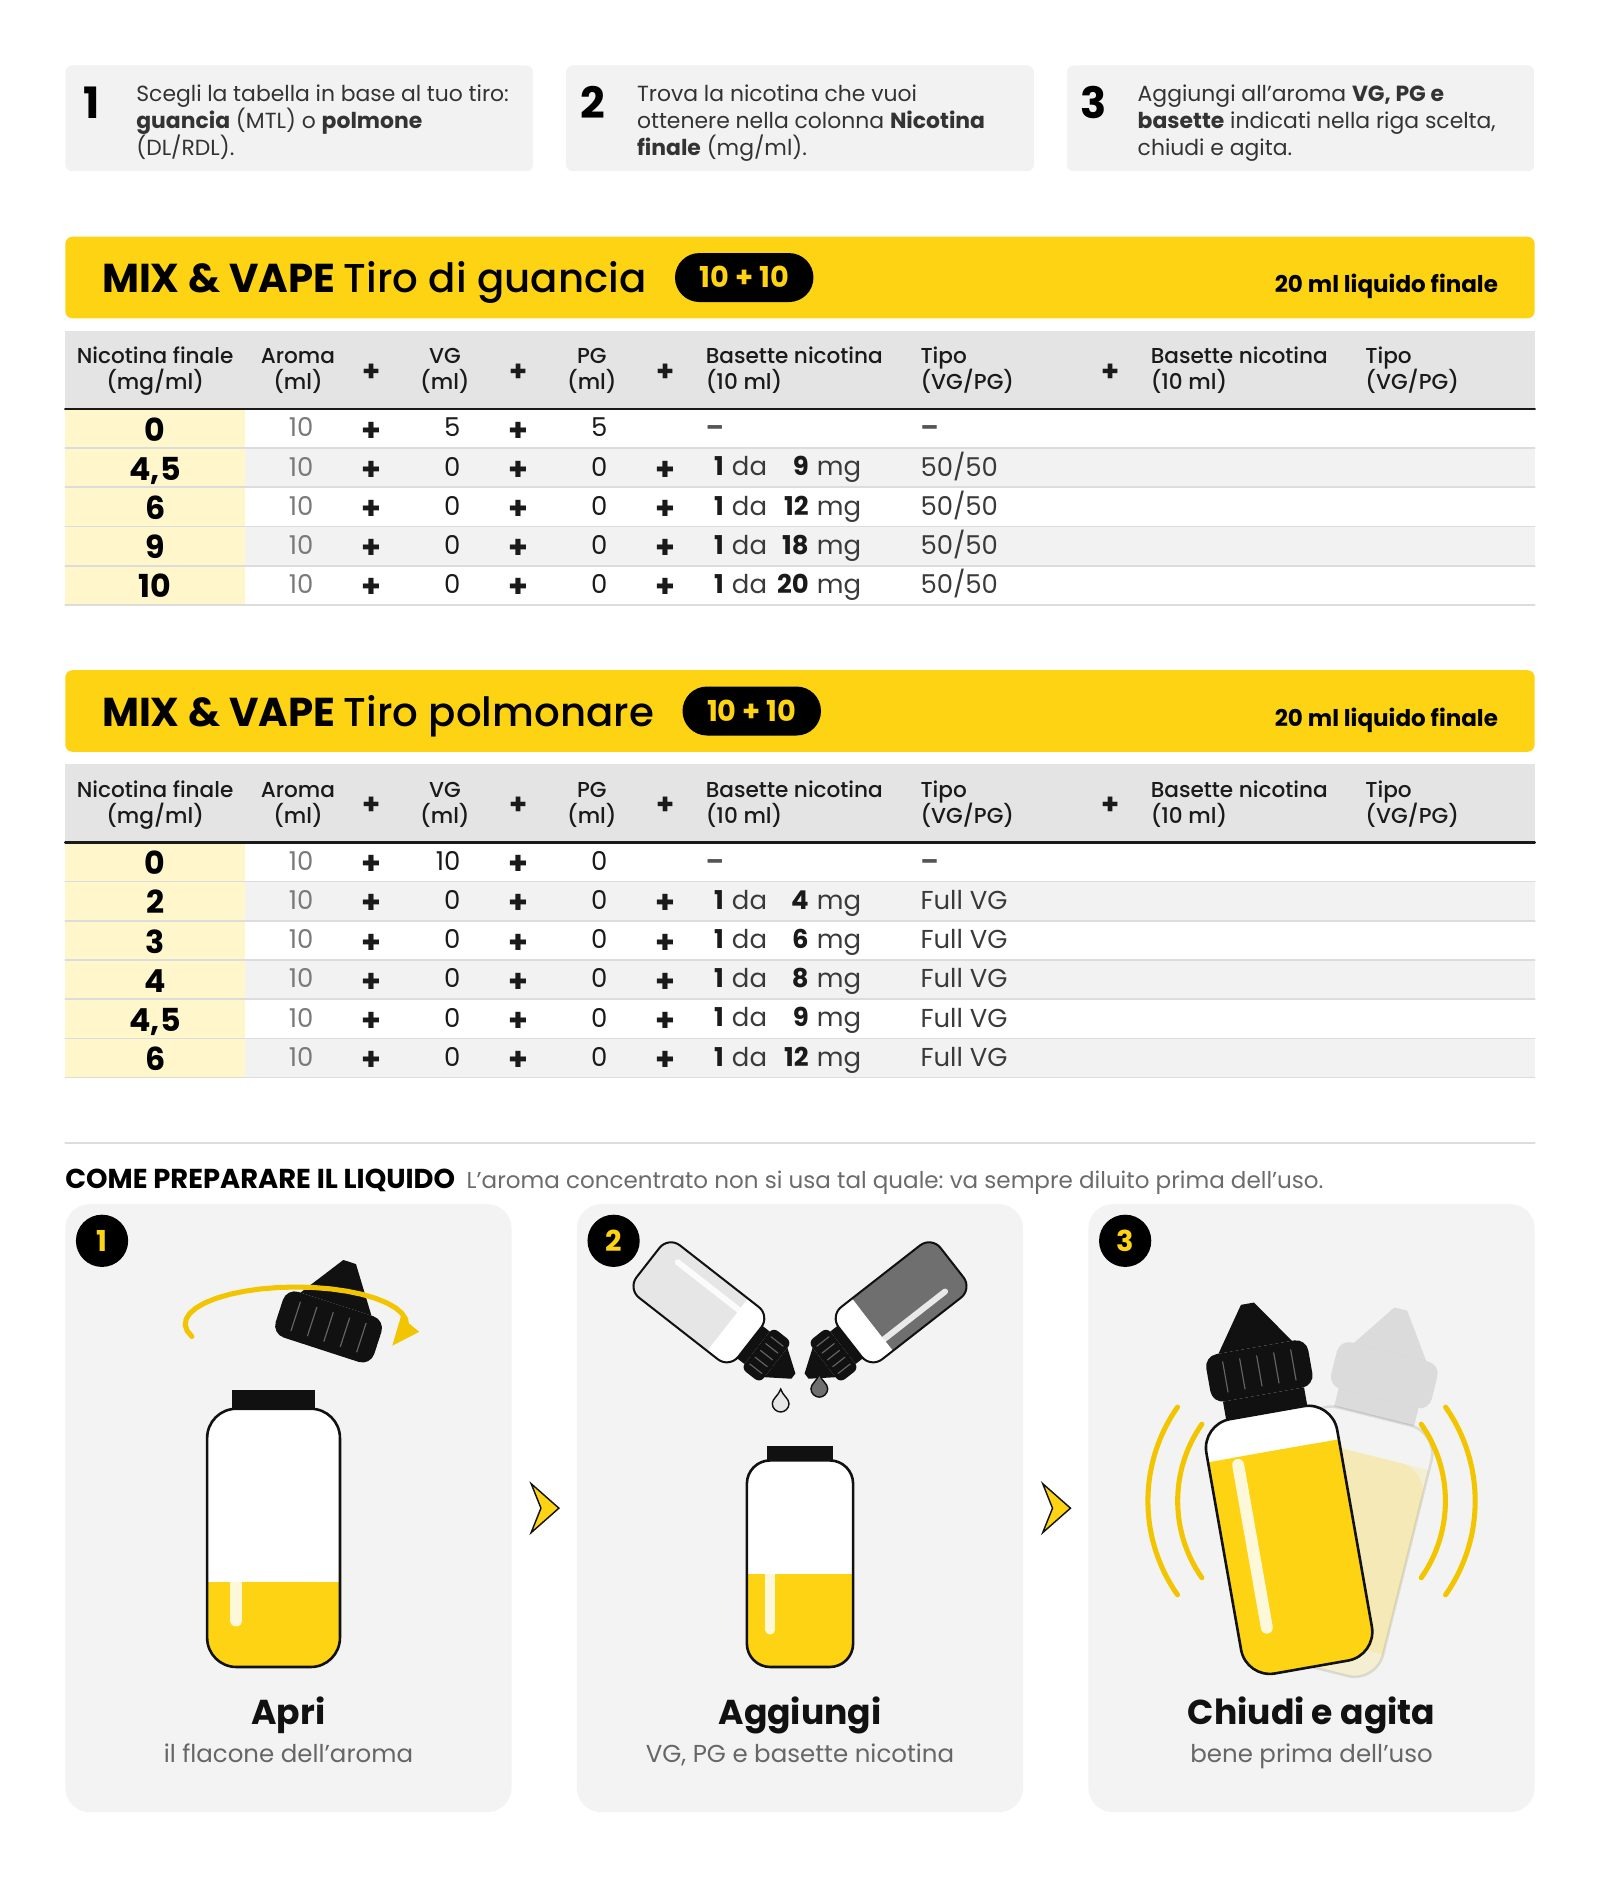 1
Scegli la tabella in base al tuo tiro:
guancia (MTL) o polmone
(DL/RDL).
2
Trova la nicotina che vuoi
ottenere nella colonna Nicotina
finale (mg/ml).
3
Aggiungi all’aroma VG, PG e
basette indicati nella riga scelta,
chiudi e agita.
MIX & VAPE Tiro di guancia 10 + 10 20 ml liquido finale
Nicotina finale Aroma VG PG Basette nicotina Tipo Basette nicotina Tipo
(mg/ml) (ml) + (ml) + (ml) + (10 ml) (VG/PG) + (10 ml) (VG/PG)
0 10 + 5 + 5 – –
4,5 10 + 0 + 0 + 1 da 9 mg 50/50
6 10 + 0 + 0 + 1 da 12 mg 50/50
9 10 + 0 + 0 + 1 da 18 mg 50/50
10 10 + 0 + 0 + 1 da 20 mg 50/50
MIX & VAPE Tiro polmonare 10 + 10 20 ml liquido finale
Nicotina finale Aroma VG PG Basette nicotina Tipo Basette nicotina Tipo
(mg/ml) (ml) + (ml) + (ml) + (10 ml) (VG/PG) + (10 ml) (VG/PG)
0 10 + 10 + 0 – –
2 10 + 0 + 0 + 1 da 4 mg Full VG
3 10 + 0 + 0 + 1 da 6 mg Full VG
4 10 + 0 + 0 + 1 da 8 mg Full VG
4,5 10 + 0 + 0 + 1 da 9 mg Full VG
6 10 + 0 + 0 + 1 da 12 mg Full VG
COME PREPARARE IL LIQUIDO L’aroma concentrato non si usa tal quale: va sempre diluito prima dell’uso.
1
Apri
il flacone dell’aroma
2
Aggiungi
VG, PG e basette nicotina
3
Chiudi e agita
bene prima dell’uso